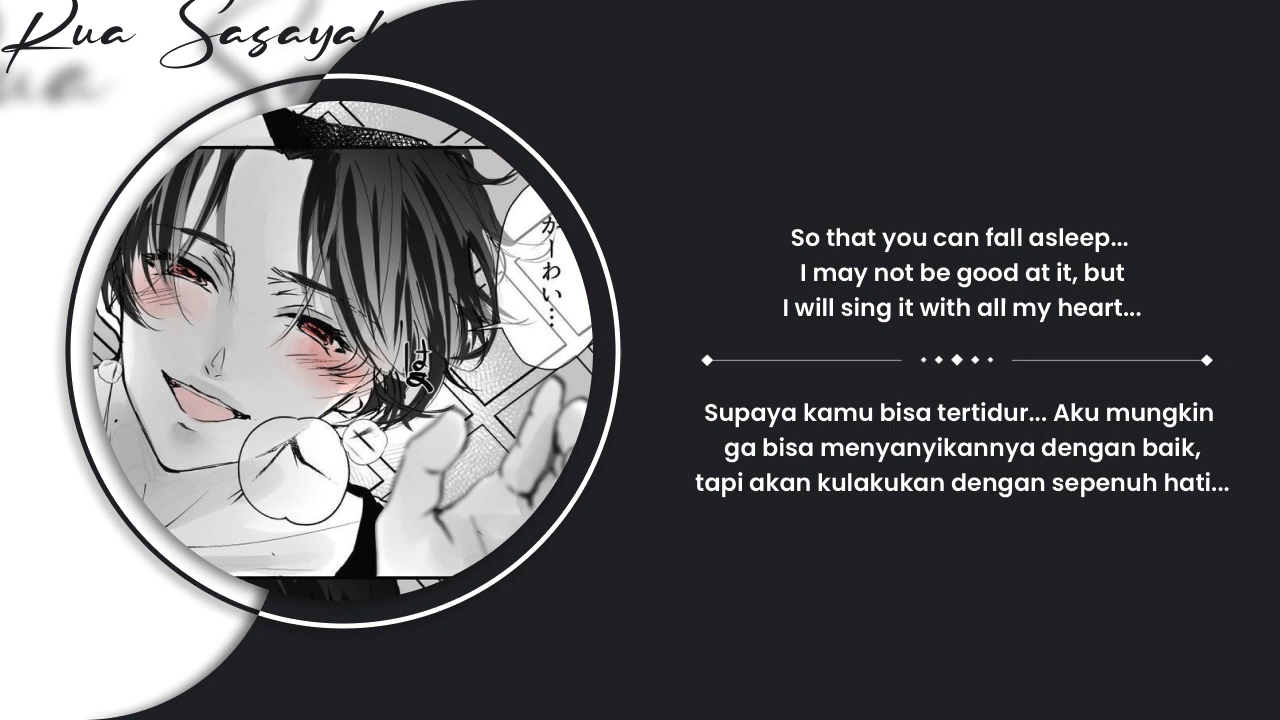 Rua Sasayak
So that you can fall asleep...
I may not be good at it, but
I will sing it with all my heart...
Supaya kamu bisa tertidur... Aku mungkin
ga bisa menyanyikannya dengan baik,
tapi akan kulakukan dengan sepenuh hati...
かーわい…